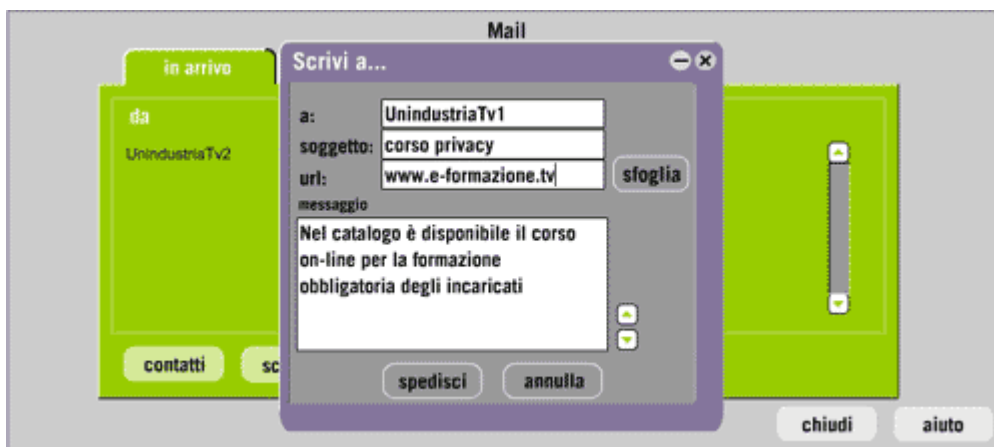 Mail
in arrivo
Scrivi a...
da
UnindustriaTv2
a:
UnindustriaTv1
soggetto:
corso privacy
url:
www.e-formazione.tv
sfoglia
messaggio
Nel catalogo è disponibile il corso
on-line per la formazione
obbligatoria degli incaricati
contatti
sc
spedisci
annulla
chiudi
aiuto